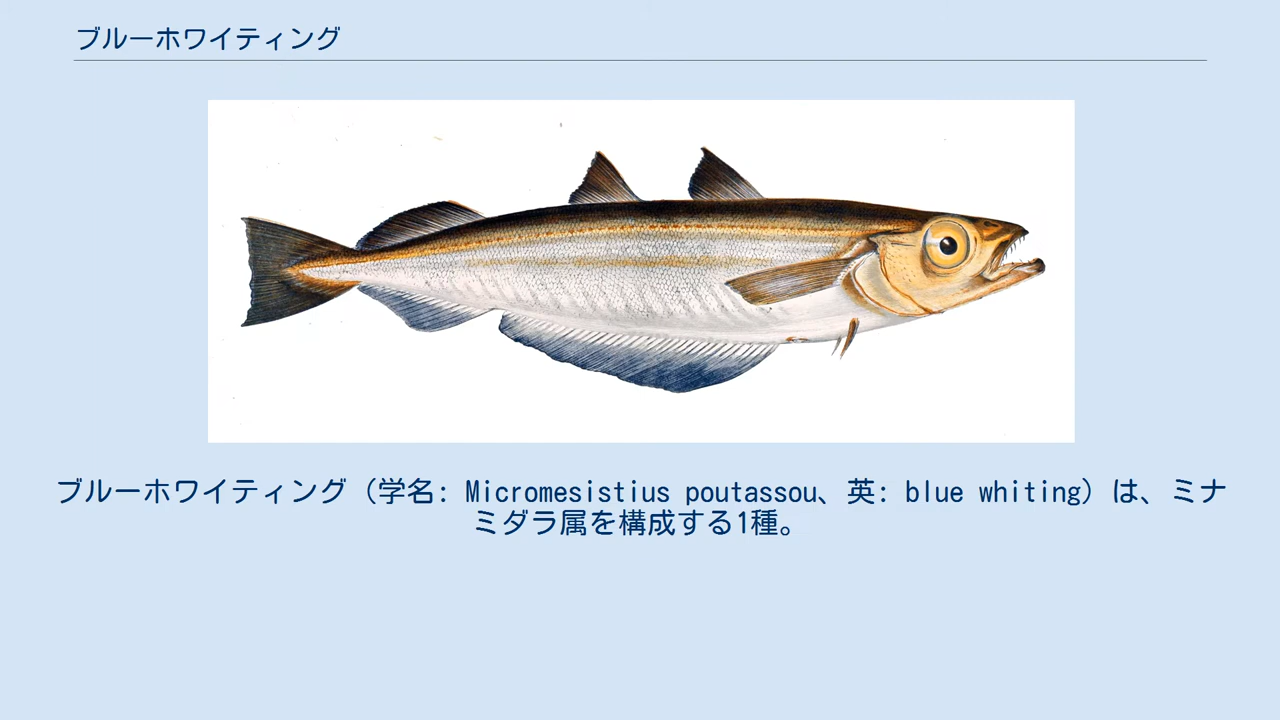 ブルーホワイティング
ブルーホワイティング（学名: Micromesistius poutassou、英: blue whiting）は、ミナ
ミダラ属を構成する1種。